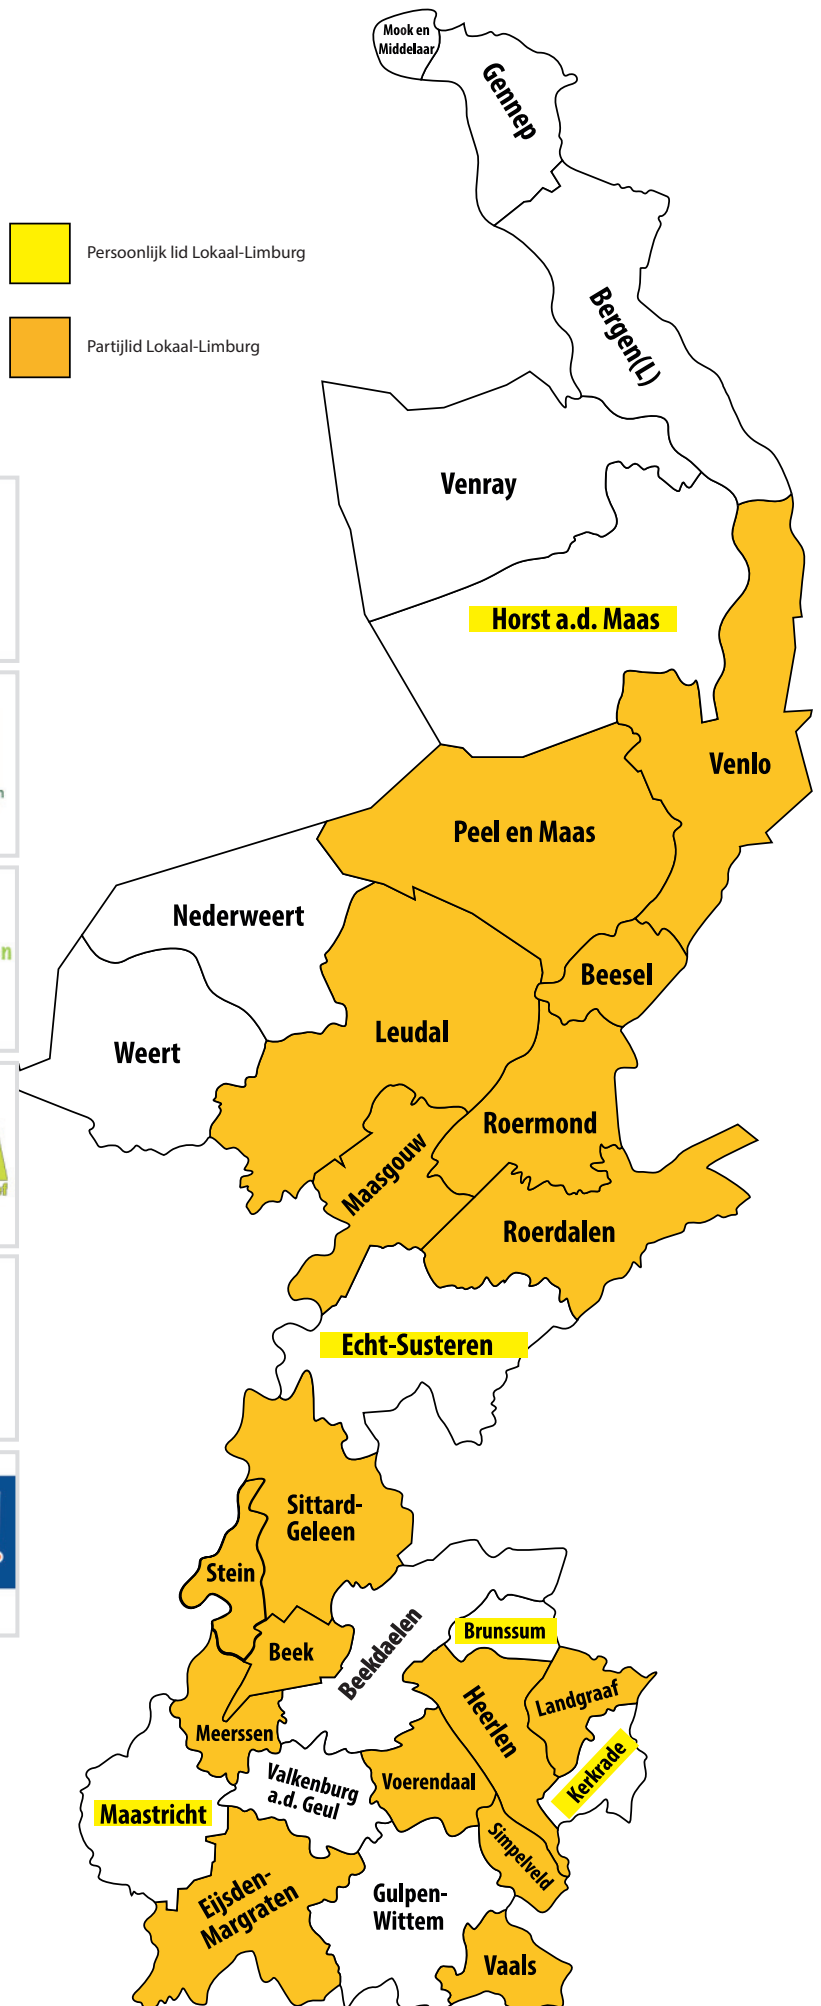 Mook en
Middelaar
Gennep
Persoonlijk lid Lokaal-Limburg
Partijlid Lokaal-Limburg
Bergen(L)
Venray
Horst a.d. Maas
Venlo
Peel en Maas
Nederweert
Beesel
Leudal
Weert
Roermond
Maasgouw
Roerdalen
Echt-Susteren
Sittard-
Geleen
Stein
Beek
Beekdaelen
Brunssum
Heerlen
Landgraaf
Meerssen
Kerkrade
Valkenburg
a.d. Geul
Voerendaal
Maastricht
Simpelveld
Eijsden-
Margraten
Gulpen-
Wittem
Vaals